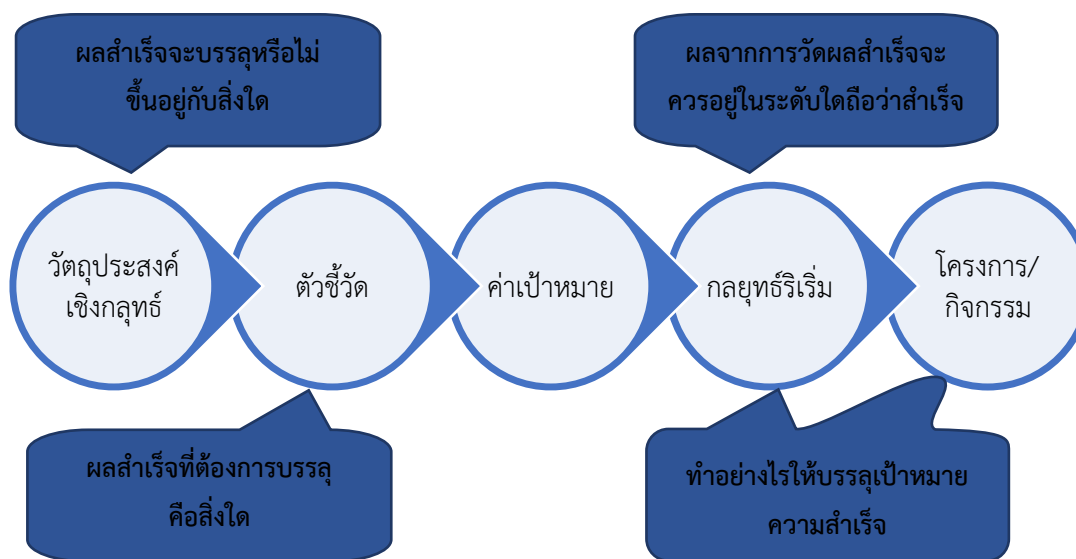 ผลสำเร็จจะบรรลุหรือไม่
ขึ้นอยู่กับสิ่งใด
ผลจากการวัดผลสำเร็จจะ
ควรอยู่ในระดับใดถือว่าสำเร็จ
วัตถุประสงค์
เชิงกลุทธ์
ตัวชี้วัด
ค่าเป้าหมาย
กลยุทธ์ริเริ่ม
โครงการ/
กิจกรรม
ผลสำเร็จที่ต้องการบรรลุ
คือสิ่งใด
ทำอย่างไรให้บรรลุเป้าหมาย
ความสำเร็จ